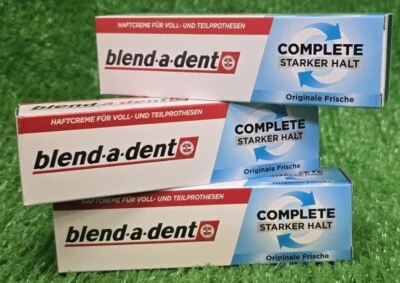 HAFTCREME FÜR VOLL- UND TEILPROTHESEN
blend-a-dent
COMPLETE
STARKER HALT
Originale Frische
HAFTCREME FÜR VOLL- UND TEILPROTHESEN
blend-a-dent
COMPLETE
STARKER HALT
Originale Frische
HAFTCREME FÜR VOLL- UND TEILPROTHESEN
blend-a-dent
COMPLETE
STARKER HALT
Originale Frische